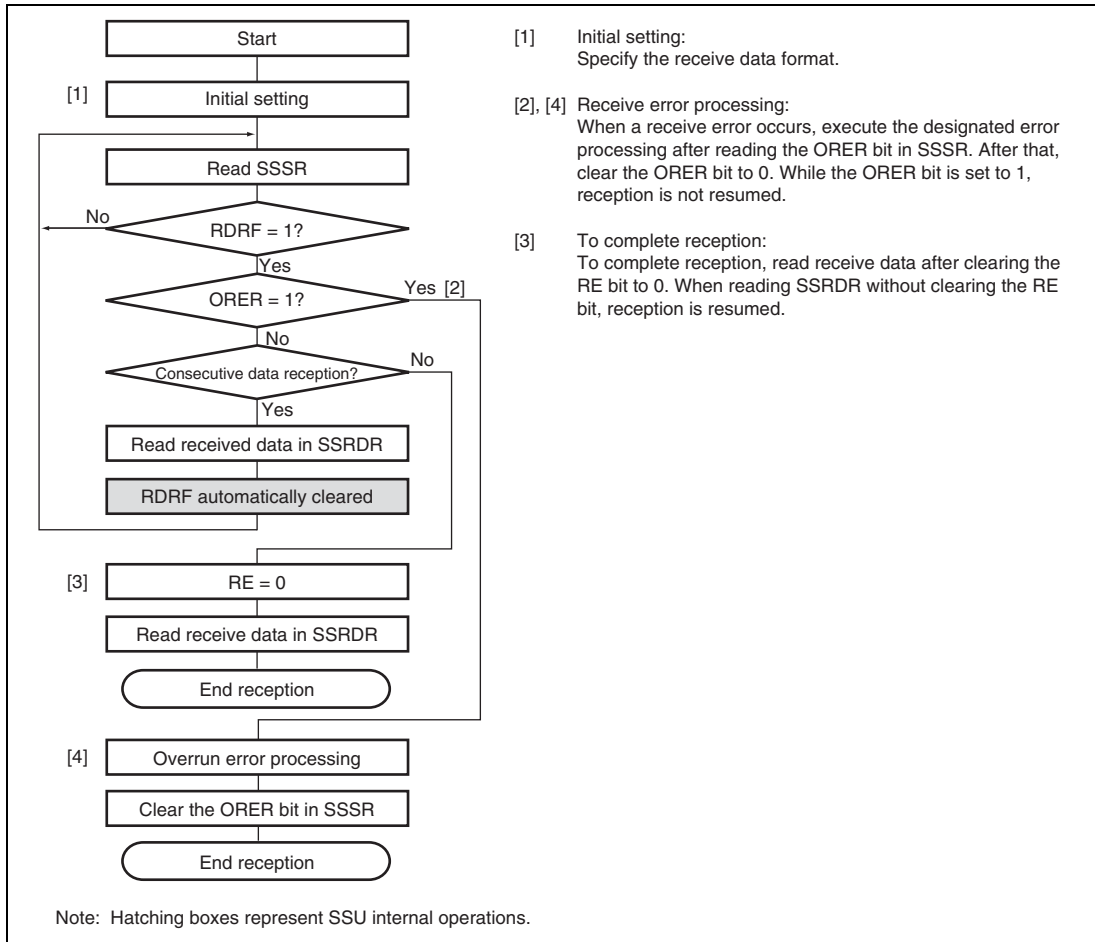 Start
[1] Initial setting
Read SSSR
No
RDRF = 1?
Yes
ORER = 1?
Yes [2]
No
Consecutive data reception?
No
Yes
Read received data in SSRDR
RDRF automatically cleared
[3] RE = 0
Read receive data in SSRDR
End reception
[4] Overrun error processing
Clear the ORER bit in SSSR
End reception
[1] Initial setting:
Specify the receive data format.
[2], [4] Receive error processing:
When a receive error occurs, execute the designated error
processing after reading the ORER bit in SSSR. After that,
clear the ORER bit to 0. While the ORER bit is set to 1,
reception is not resumed.
[3] To complete reception:
To complete reception, read receive data after clearing the
RE bit to 0. When reading SSRDR without clearing the RE
bit, reception is resumed.
Note: Hatching boxes represent SSU internal operations.